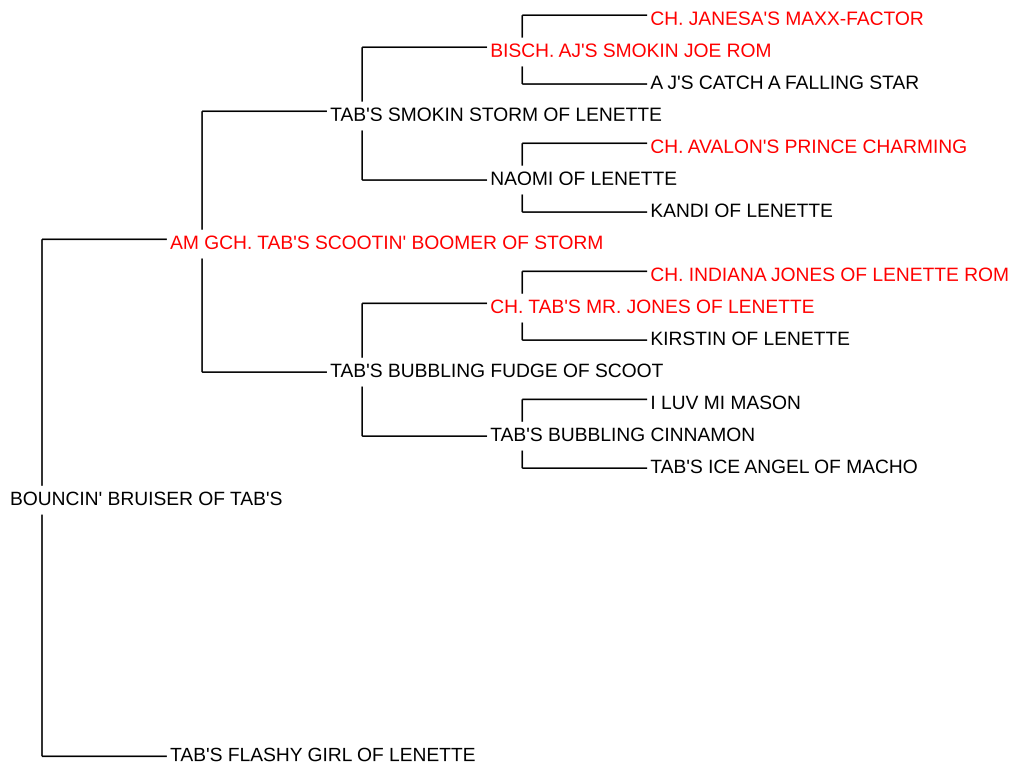 CH. JANESA'S MAXX-FACTOR
BISCH. AJ'S SMOKIN JOE ROM
A J'S CATCH A FALLING STAR
TAB'S SMOKIN STORM OF LENETTE
CH. AVALON'S PRINCE CHARMING
NAOMI OF LENETTE
KANDI OF LENETTE
AM GCH. TAB'S SCOOTIN' BOOMER OF STORM
CH. INDIANA JONES OF LENETTE ROM
CH. TAB'S MR. JONES OF LENETTE
KIRSTIN OF LENETTE
TAB'S BUBBLING FUDGE OF SCOOT
I LUV MI MASON
TAB'S BUBBLING CINNAMON
TAB'S ICE ANGEL OF MACHO
BOUNCIN' BRUISER OF TAB'S
TAB'S FLASHY GIRL OF LENETTE